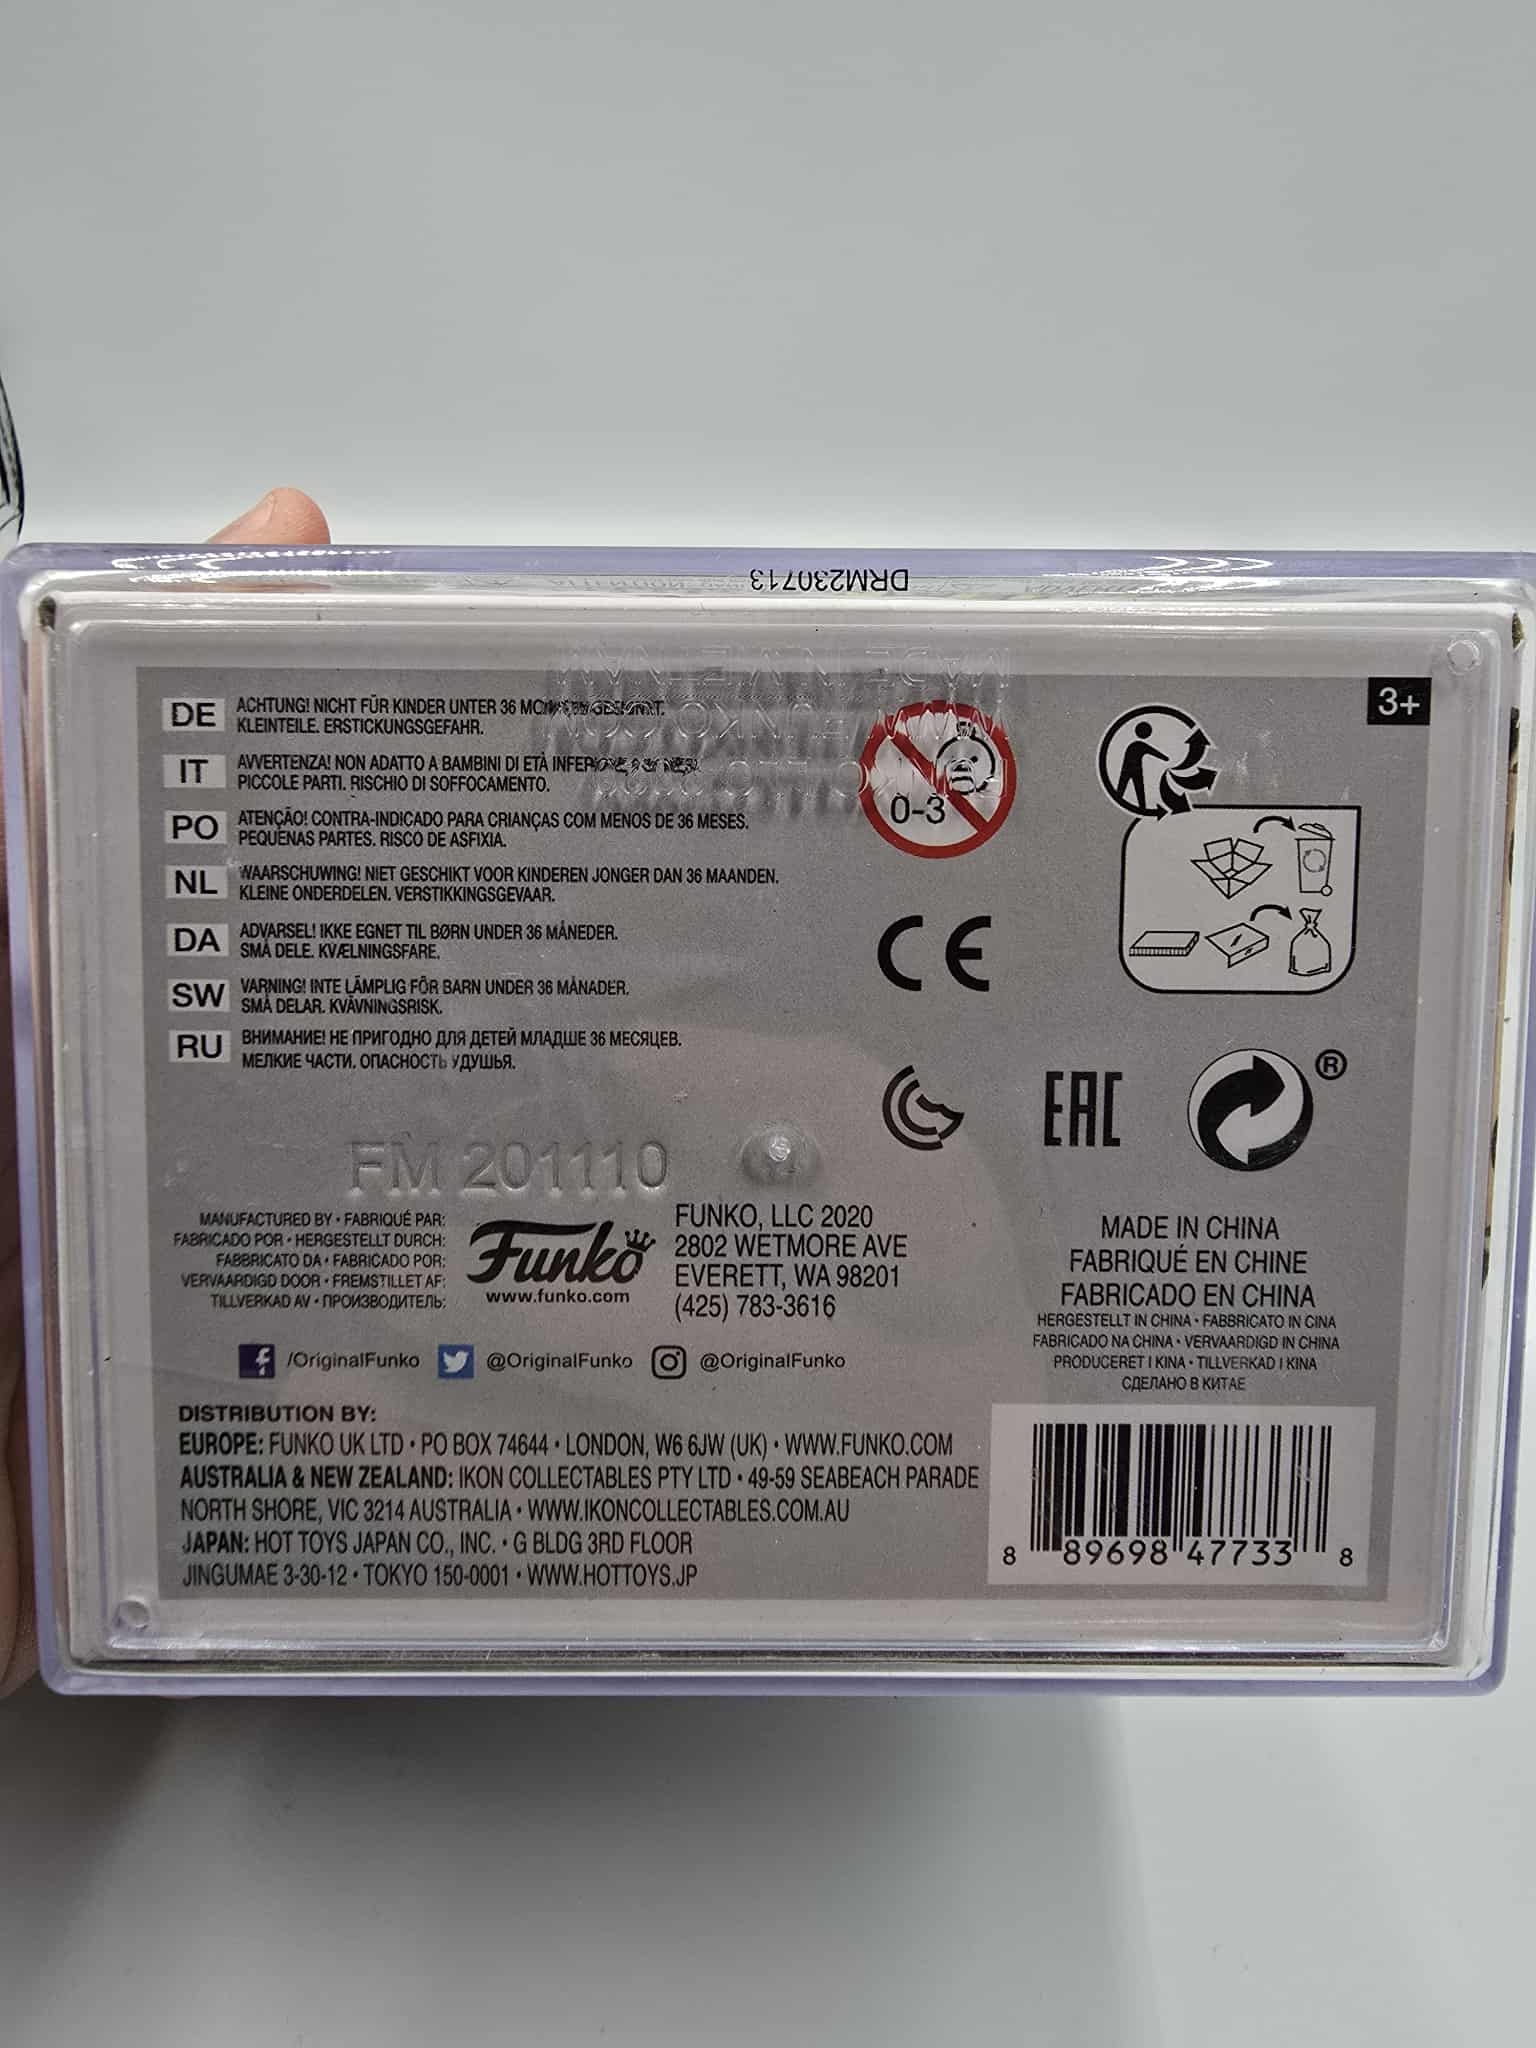 DRM230713
3+
DE ACHTUNG! NICHT FÜR KINDER UNTER 36
KLEINTEILE. ERSTICKUNGSGEFAHR.
IT AVVERTENZA! NON ADATTO A BAMBINI DI ETÀ
PICCOLE PARTI. RISCHIO DI SOFFOCAMENTO.
PO ATENÇÃO! CONTRA-INDICADO PARA CRIANÇAS COM MENOS DE 36 MESES.
PEQUENAS PARTES. RISCO DE ASFIXIA.
NL WAARSCHUWING! NIET GESCHIKT VOOR KINDEREN JONGER DAN 36 MAANDEN.
KLEINE ONDERDELEN. VERSTIKKINGSGEVAAR.
DA ADVARSEL! IKKE EGNET TIL BØRN UNDER 36 MÅNEDER.
SMÅ DELE. KVÆLNINGSFARE.
SW VARNING! INTE LÄMPLIG FÖR BARN UNDER 36 MÅNADER.
SMÅ DELAR. KVÄVNINGSRISK.
RU ВНИМАНИЕ! НЕ ПРИГОДНО ДЛЯ ДЕТЕЙ МЛАДШЕ 36 МЕСЯЦЕВ.
МЕЛКИЕ ЧАСТИ. ОПАСНОСТЬ УДУШЬЯ.
0-3
CE
EAC
®
FM 201110
MANUFACTURED BY • FABRIQUÉ PAR:
FABRICADO POR • HERGESTELLT DURCH:
FABBRICATO DA • FABRICADO POR:
VERVAARDIGD DOOR • FREMSTILLET AF:
TILLVERKAD AV • ПРОИЗВОДИТЕЛЬ:
Funko
www.funko.com
FUNKO, LLC 2020
2802 WETMORE AVE
EVERETT, WA 98201
(425) 783-3616
MADE IN CHINA
FABRIQUÉ EN CHINE
FABRICADO EN CHINA
HERGESTELLT IN CHINA • FABBRICATO IN CINA
FABRICADO NA CHINA • VERVAARDIGD IN CHINA
PRODUCERET I KINA • TILLVERKAD I KINA
СДЕЛАНО В КИТАЕ
/OriginalFunko @OriginalFunko @OriginalFunko
DISTRIBUTION BY:
EUROPE: FUNKO UK LTD • PO BOX 74644 • LONDON, W6 6JW (UK) • WWW.FUNKO.COM
AUSTRALIA & NEW ZEALAND: IKON COLLECTABLES PTY LTD • 49-59 SEABEACH PARADE
NORTH SHORE, VIC 3214 AUSTRALIA • WWW.IKONCOLLECTABLES.COM.AU
JAPAN: HOT TOYS JAPAN CO., INC. • G BLDG 3RD FLOOR
JINGUMAE 3-30-12 • TOKYO 150-0001 • WWW.HOTTOYS.JP
8 89698 47733 8